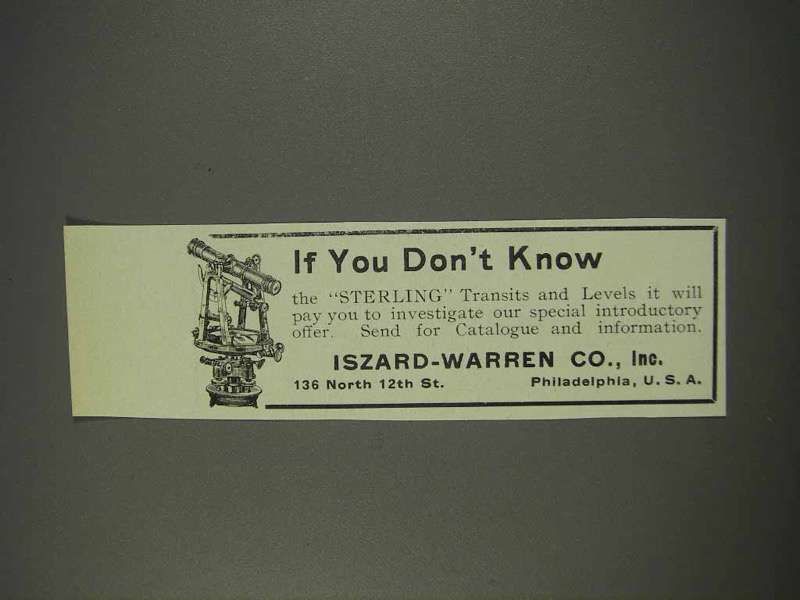 If You Don't Know
the "STERLING" Transits and Levels it will
pay you to investigate our special introductory
offer. Send for Catalogue and information.
ISZARD-WARREN CO., Inc.
136 North 12th St. Philadelphia, U. S. A.